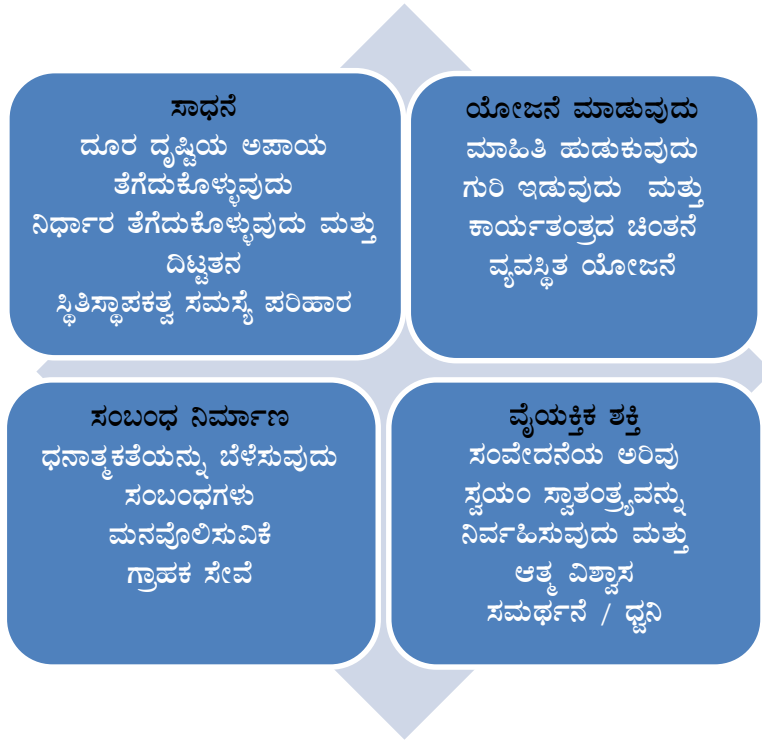 ಸಾಧನೆ
ದೂರ ದೃಷ್ಟಿಯ ಅಪಾಯ
ತೆಗೆದುಕೊಳ್ಳುವುದು
ನಿರ್ಧಾರ ತೆಗೆದುಕೊಳ್ಳುವುದು ಮತ್ತು
ದಿಟ್ಟತನ
ಸ್ಥಿತಿಸ್ಥಾಪಕತ್ವ ಸಮಸ್ಯೆ ಪರಿಹಾರ
ಯೋಜನೆ ಮಾಡುವುದು
ಮಾಹಿತಿ ಹುಡುಕುವುದು
ಗುರಿ ಇಡುವುದು ಮತ್ತು
ಕಾರ್ಯತಂತ್ರದ ಚಿಂತನೆ
ವ್ಯವಸ್ಥಿತ ಯೋಜನೆ
ಸಂಬಂಧ ನಿರ್ಮಾಣ
ಧನಾತ್ಮಕತೆಯನ್ನು ಬೆಳೆಸುವುದು
ಸಂಬಂಧಗಳು
ಮನವೊಲಿಸುವಿಕೆ
ಗ್ರಾಹಕ ಸೇವೆ
ವೈಯಕ್ತಿಕ ಶಕ್ತಿ
ಸಂವೇದನೆಯ ಅರಿವು
ಸ್ವಯಂ ಸ್ವಾತಂತ್ರ್ಯವನ್ನು
ನಿರ್ವಹಿಸುವುದು ಮತ್ತು
ಆತ್ಮ ವಿಶ್ವಾಸ
ಸಮರ್ಥನೆ / ಧ್ವನಿ